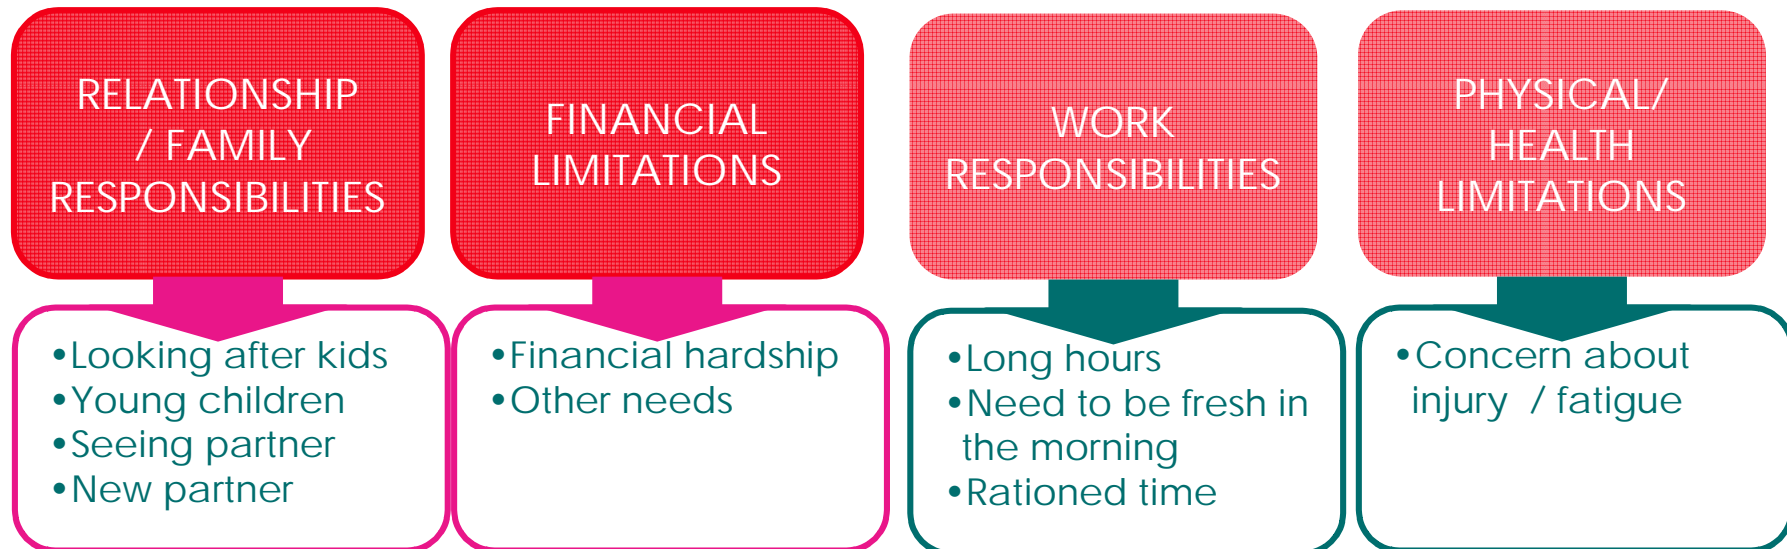 RELATIONSHIP
/ FAMILY
RESPONSIBILITIES
•Looking after kids
•Young children
•Seeing partner
•New partner
FINANCIAL
LIMITATIONS
•Financial hardship
•Other needs
WORK
RESPONSIBILITIES
•Long hours
•Need to be fresh in
the morning
•Rationed time
PHYSICAL/
HEALTH
LIMITATIONS
•Concern about
injury / fatigue